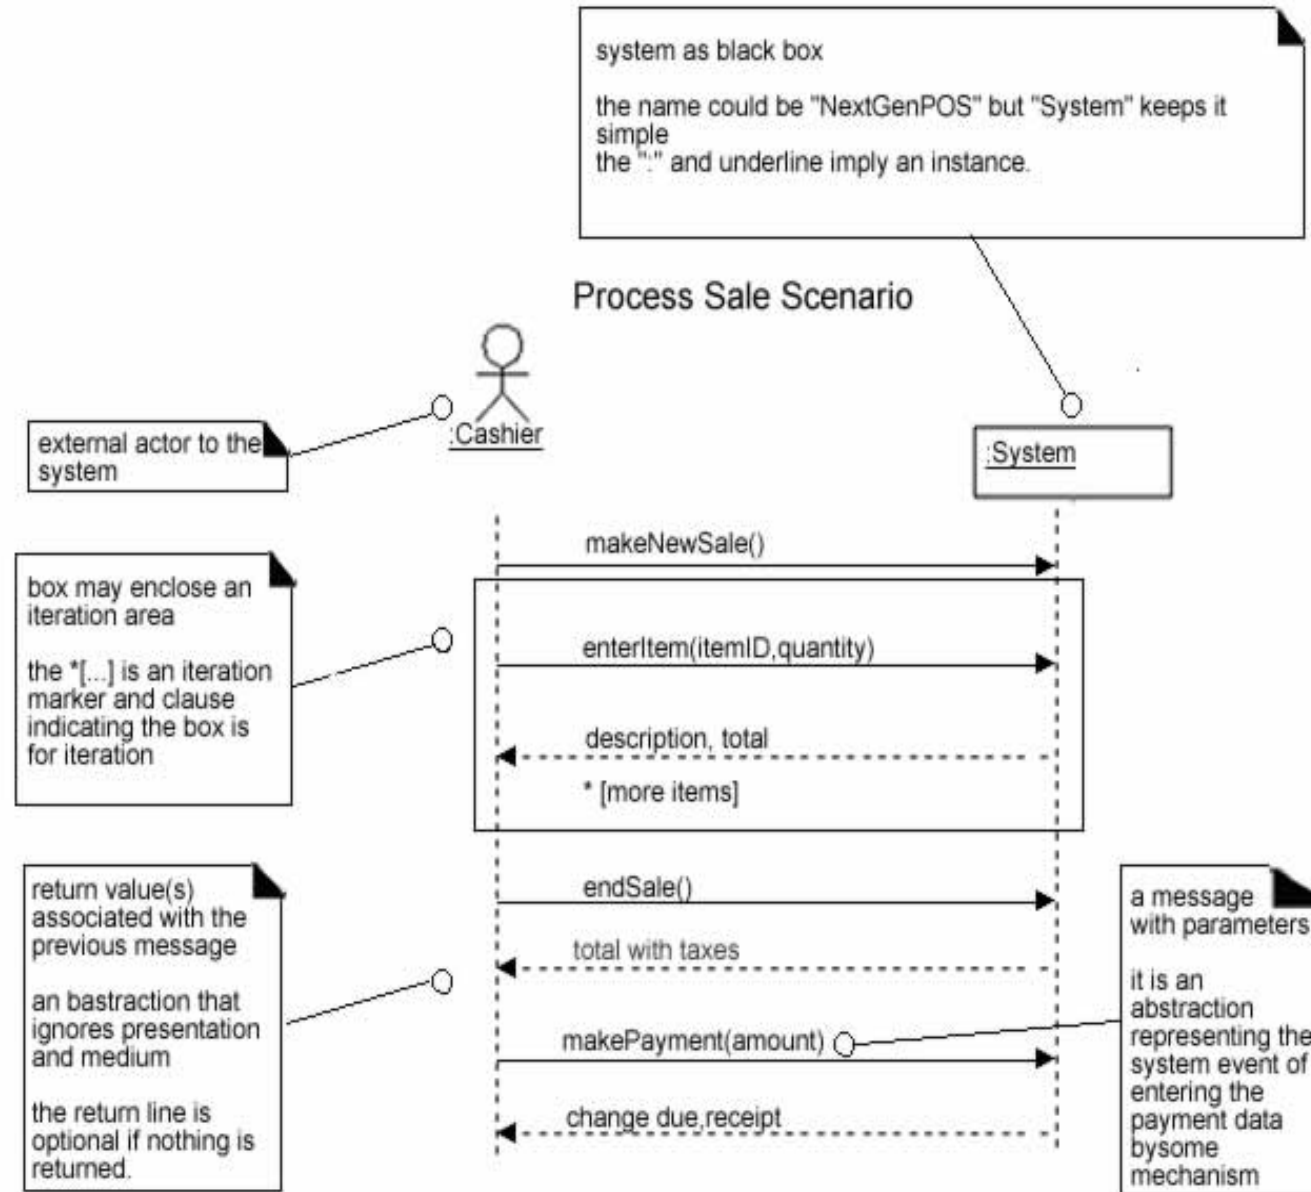 system as black box
the name could be "NextGenPOS" but "System" keeps it
simple
the ":" and underline imply an instance.
Process Sale Scenario
external actor to the
system
:Cashier
:System
makeNewSale()
box may enclose an
iteration area
the *[...] is an iteration
marker and clause
indicating the box is
for iteration
enterItem(itemID,quantity)
description, total
* [more items]
return value(s)
associated with the
previous message
an bastraction that
ignores presentation
and medium
the return line is
optional if nothing is
returned.
endSale()
total with taxes
makePayment(amount)
change due,receipt
a message
with parameters
it is an
abstraction
representing the
system event of
entering the
payment data
bysome
mechanism